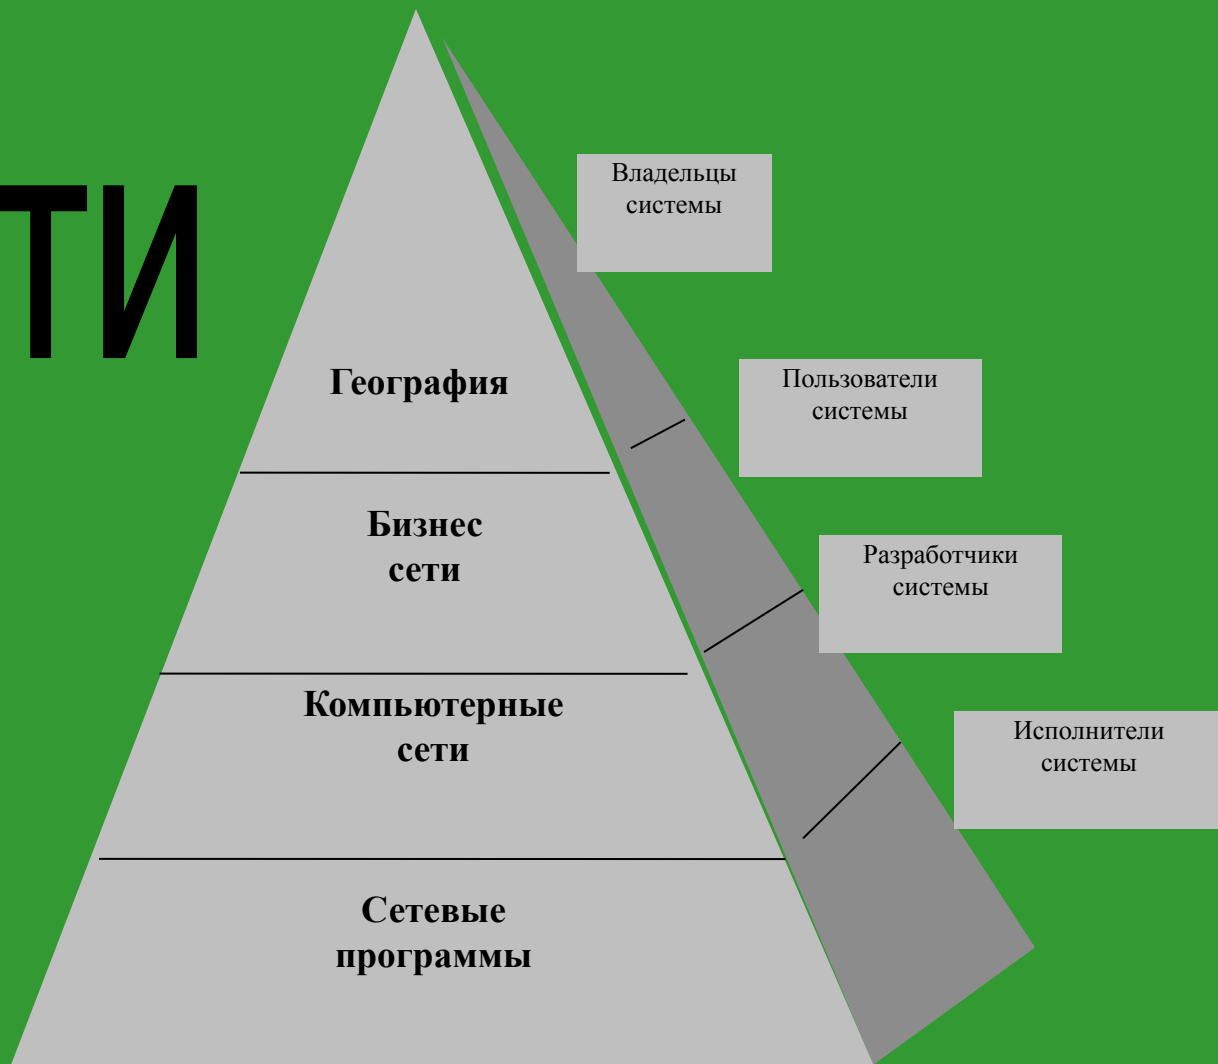 ТИ
География
Бизнес
сети
Компьютерные
сети
Сетевые
программы
Владельцы
системы
Пользователи
системы
Разработчики
системы
Исполнители
системы